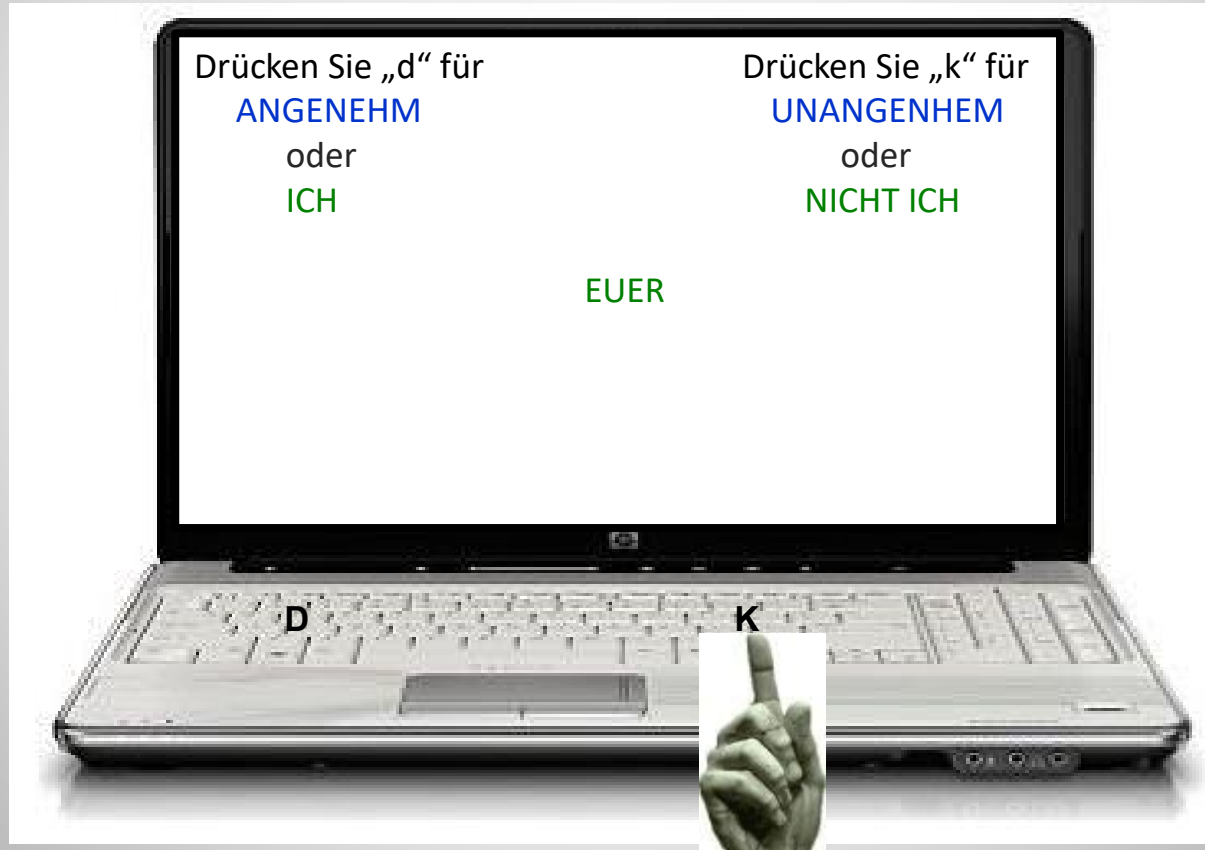 Drücken Sie „d“ für
ANGENEHM
oder
ICH
Drücken Sie „k“ für
UNANGENHEM
oder
NICHT ICH
EUER
D
K